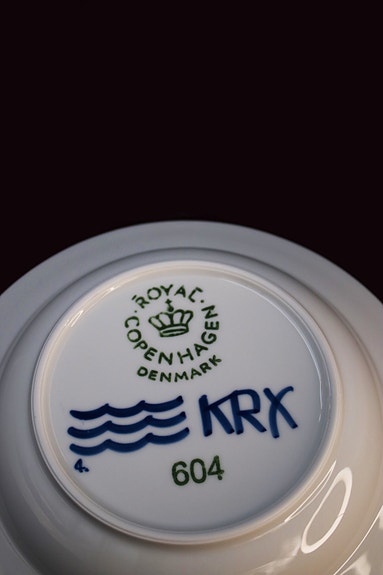 ROYAL
COPENHAGEN
DENMARK
KRX
4.
604